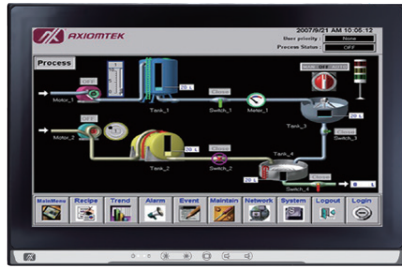 AXIOMTEK
2007/9/21 AM 10:05:12
User priority : None
Process Status : OFF
Process
OFF
Motor_1
Tank_1
Close
Switch_1
Meter_1
Tank_3
OFF
Motor_2
Tank_2
Close
Switch_2
Close
Switch_3
Tank_4
Close
Switch_4
MainMenu Recipe Trend Alarm Event Maintain Network System Logout Login